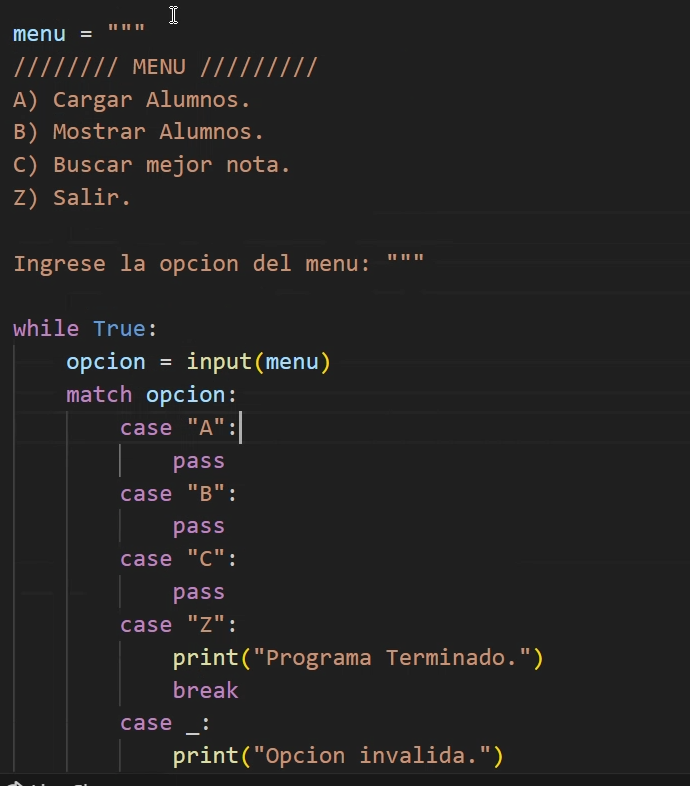 menu = """
//////// MENU /////////
A) Cargar Alumnos.
B) Mostrar Alumnos.
C) Buscar mejor nota.
Z) Salir.
Ingrese la opcion del menu: """
while True:
    opcion = input(menu)
    match opcion:
        case "A":
            pass
        case "B":
            pass
        case "C":
            pass
        case "Z":
            print("Programa Terminado.")
            break
        case _:
            print("Opcion invalida.")